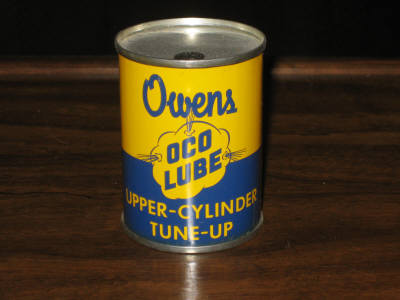 Owens
OCO
LUBE
UPPER-CYLINDER
TUNE-UP